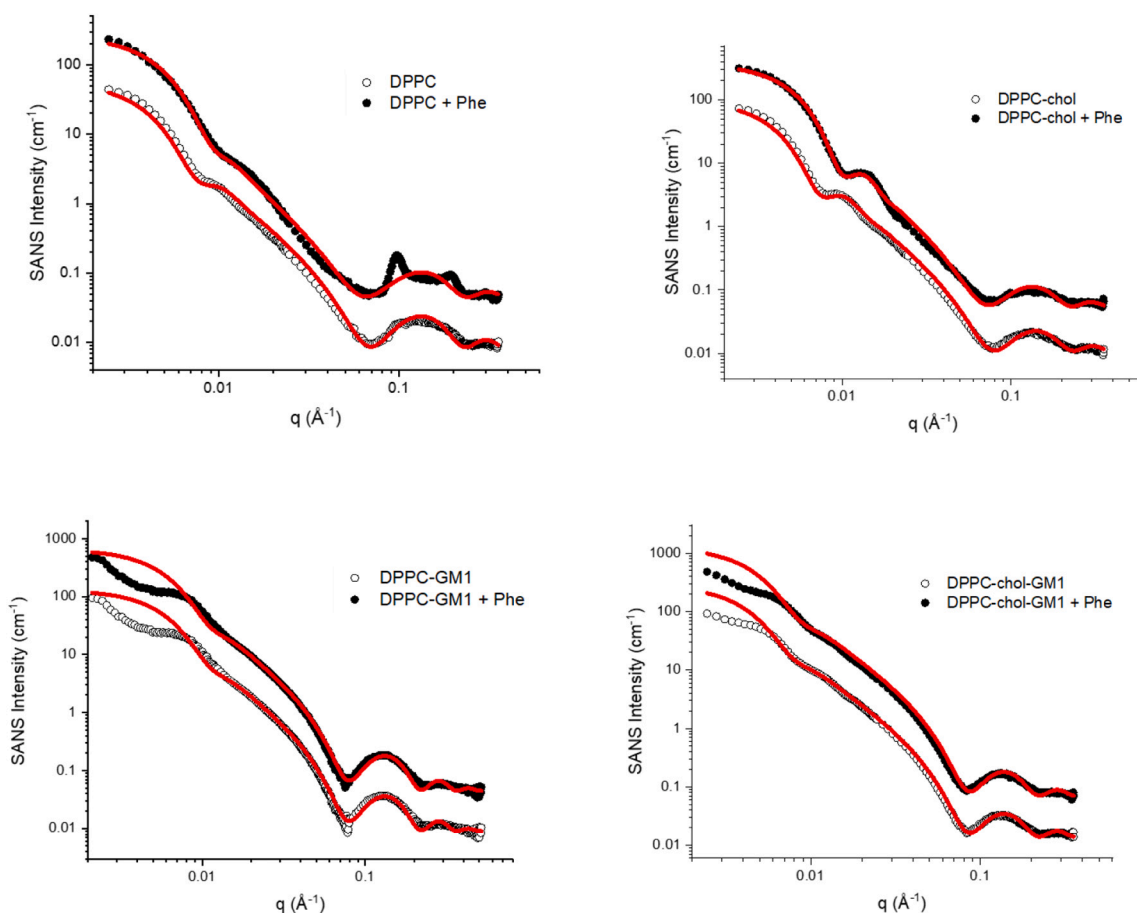 100
10
1
0.1
0.01
SANS Intensity (cm-1)
DPPC
DPPC + Phe
0.01
0.1
q (Å-1)
100
10
1
0.1
0.01
SANS Intensity (cm-1)
DPPC-chol
DPPC-chol + Phe
0.01
0.1
q (Å-1)
1000
100
10
1
0.1
0.01
SANS Intensity (cm-1)
DPPC-GM1
DPPC-GM1 + Phe
0.01
0.1
q (Å-1)
1000
100
10
1
0.1
0.01
SANS Intensity (cm-1)
DPPC-chol-GM1
DPPC-chol-GM1 + Phe
0.01
0.1
q (Å-1)